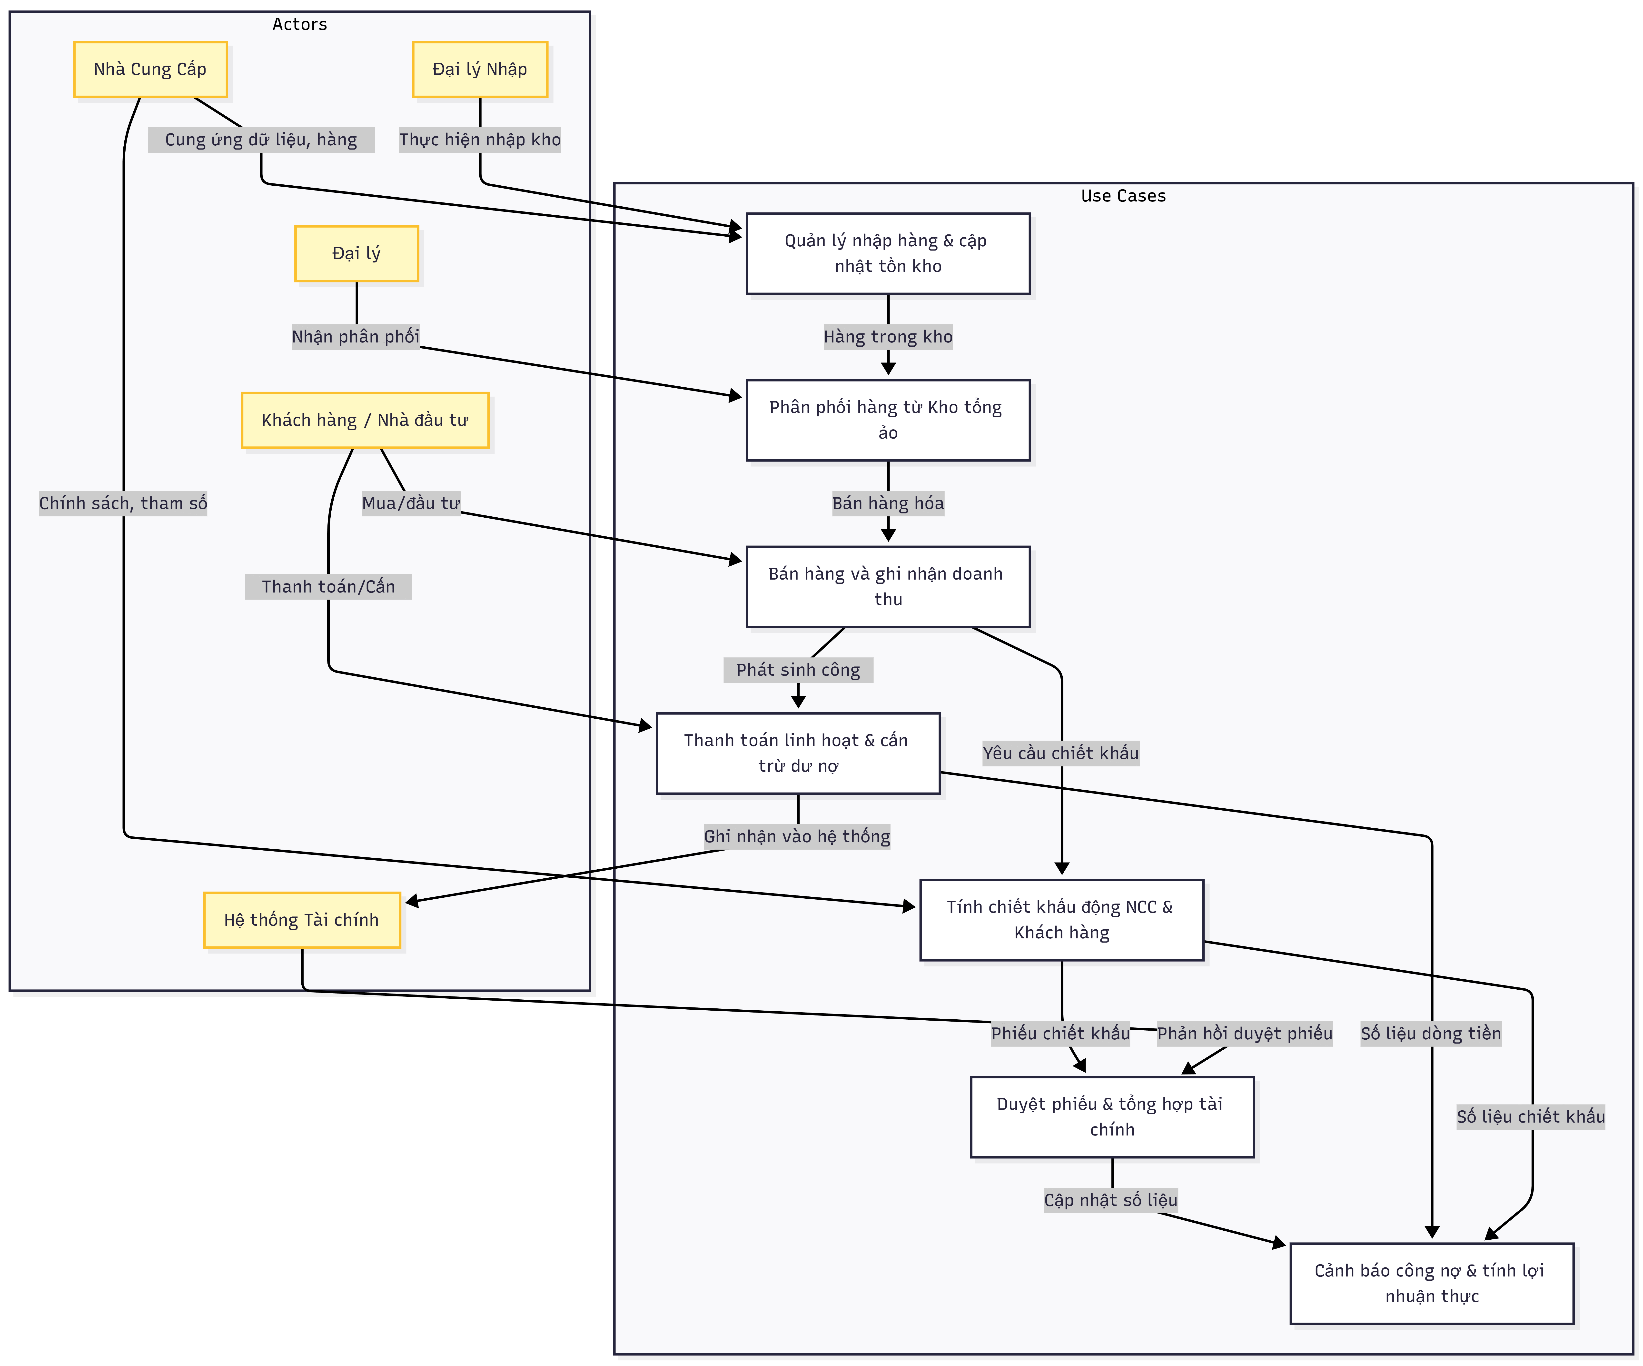 Actors
Nhà Cung Cấp
Đại lý Nhập
Cung ứng dữ liệu, hàng
Thực hiện nhập kho
Use Cases
Quản lý nhập hàng & cập
nhật tồn kho
Đại lý
Nhận phân phối
Hàng trong kho
Phân phối hàng từ Kho tổng
ảo
Khách hàng / Nhà đầu tư
Chính sách, tham số
Mua/đầu tư
Bán hàng hóa
Bán hàng và ghi nhận doanh
thu
Thanh toán/Cấn
Phát sinh công
Thanh toán linh hoạt & cấn
trừ dư nợ
Yêu cầu chiết khấu
Ghi nhận vào hệ thống
Hệ thống Tài chính
Tính chiết khấu động NCC &
Khách hàng
Phiếu chiết khấu
Phản hồi duyệt phiếu
Số liệu dòng tiền
Duyệt phiếu & tổng hợp tài
chính
Số liệu chiết khấu
Cập nhật số liệu
Cảnh báo công nợ & tính lợi
nhuận thực